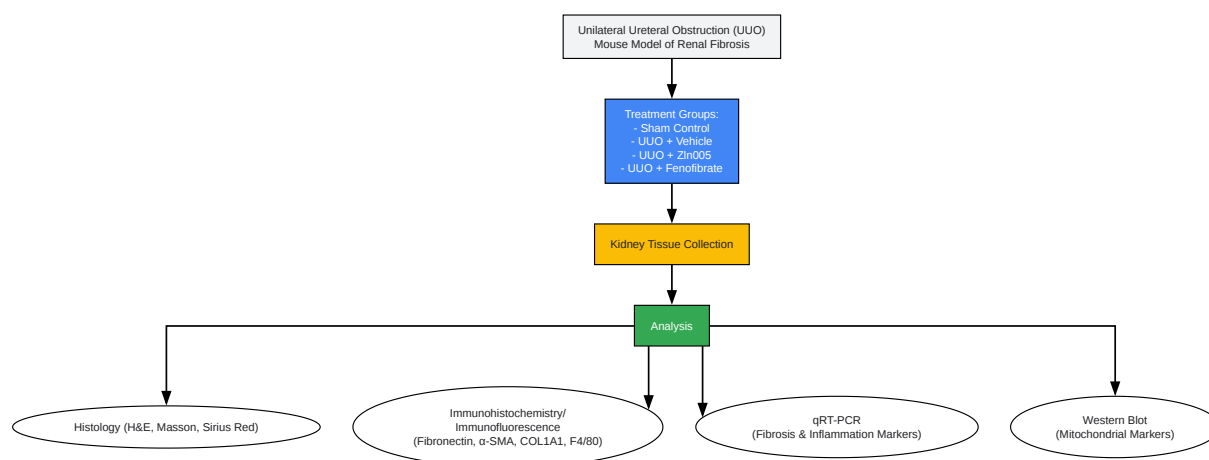 Unilateral Ureteral Obstruction (UUO)
Mouse Model of Renal Fibrosis
Treatment Groups:
- Sham Control
- UUO + Vehicle
- UUO + Zln005
- UUO + Fenofibrate
Kidney Tissue Collection
Analysis
Histology (H&E, Masson, Sirius Red)
Immunohistochemistry/
Immunofluorescence
(Fibronectin, α-SMA, COL1A1, F4/80)
qRT-PCR
(Fibrosis & Inflammation Markers)
Western Blot
(Mitochondrial Markers)